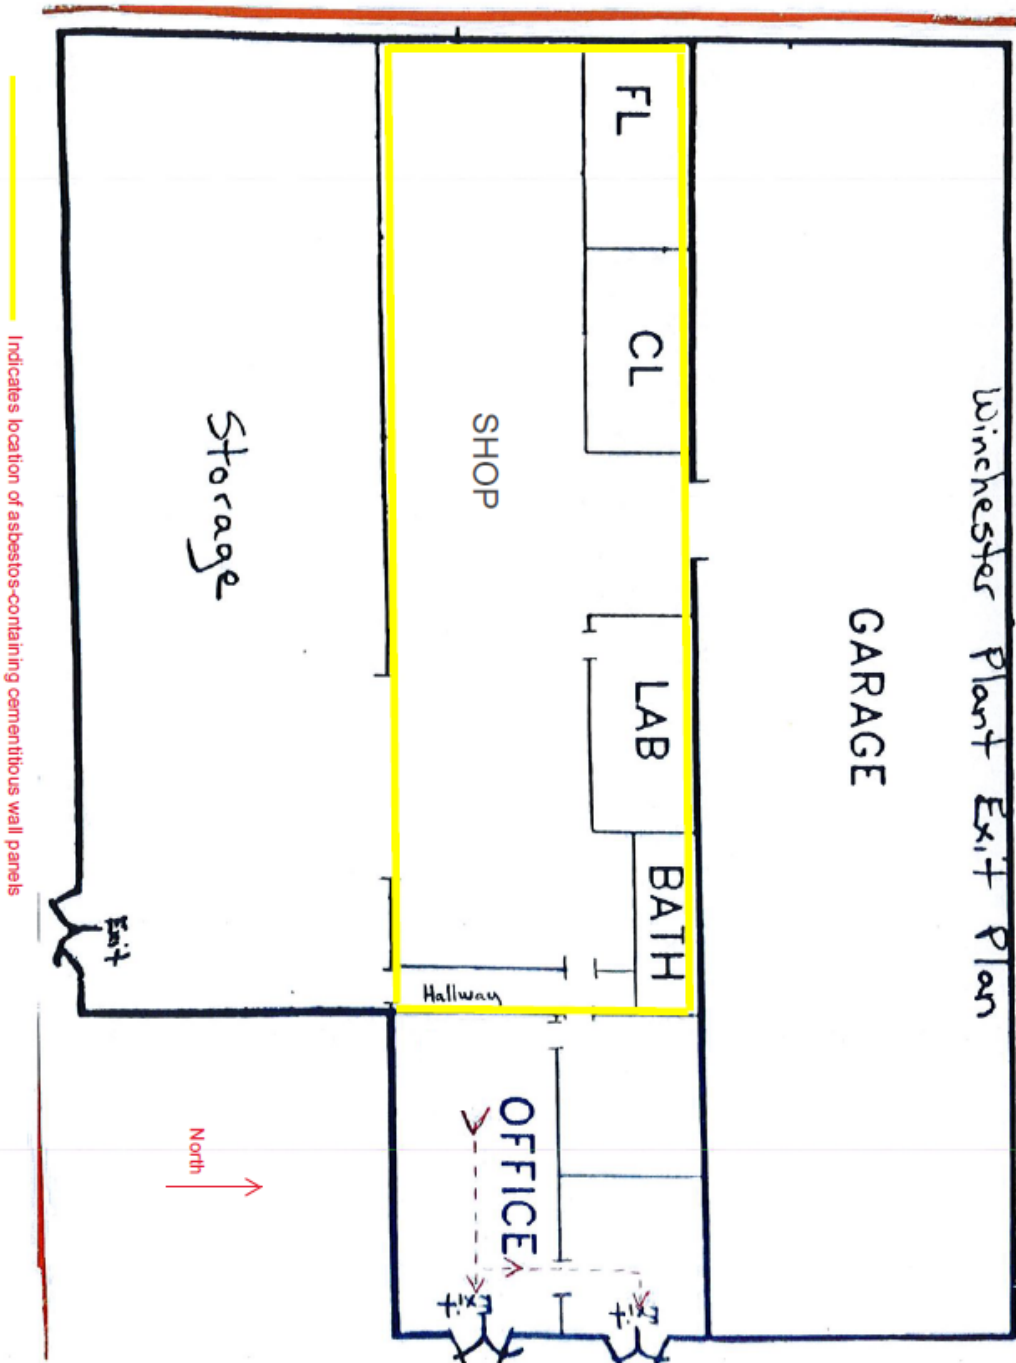 Winchester Plant Exit Plan
GARAGE
FL
CL
LAB
BATH
SHOP
Hallway
OFFICE
Exit
Exit
Storage
Exit
North
Indicates location of asbestos-containing cementitious wall panels